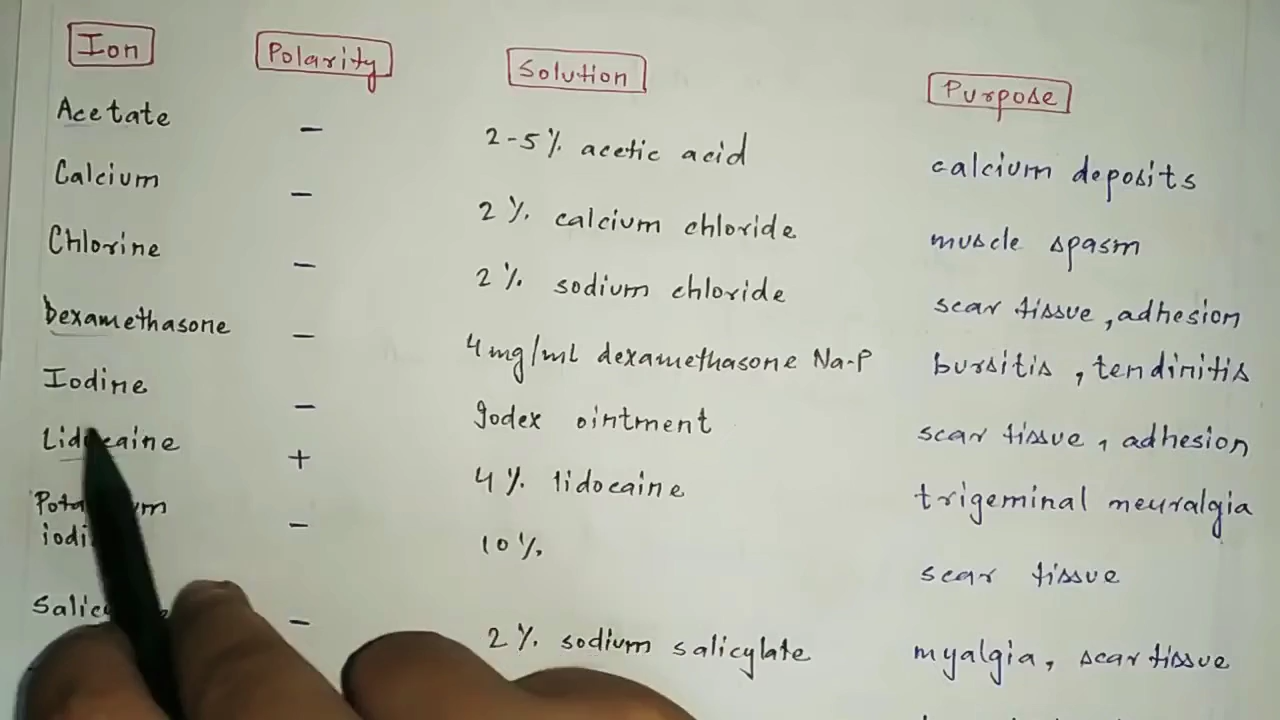 Ion Polarity Solution Purpose
Acetate - 2-5% acetic acid calcium deposits
Calcium - 2% calcium chloride muscle spasm
Chlorine - 2% sodium chloride scar tissue, adhesion
Dexamethasone - 4mg/ml dexamethasone Na-P bursitis, tendinitis
Iodine - Iodex ointment scar tissue, adhesion
Lidocaine + 4% lidocaine trigeminal neuralgia
- 10% scar tissue
- 2% sodium salicylate myalgia, scar tissue